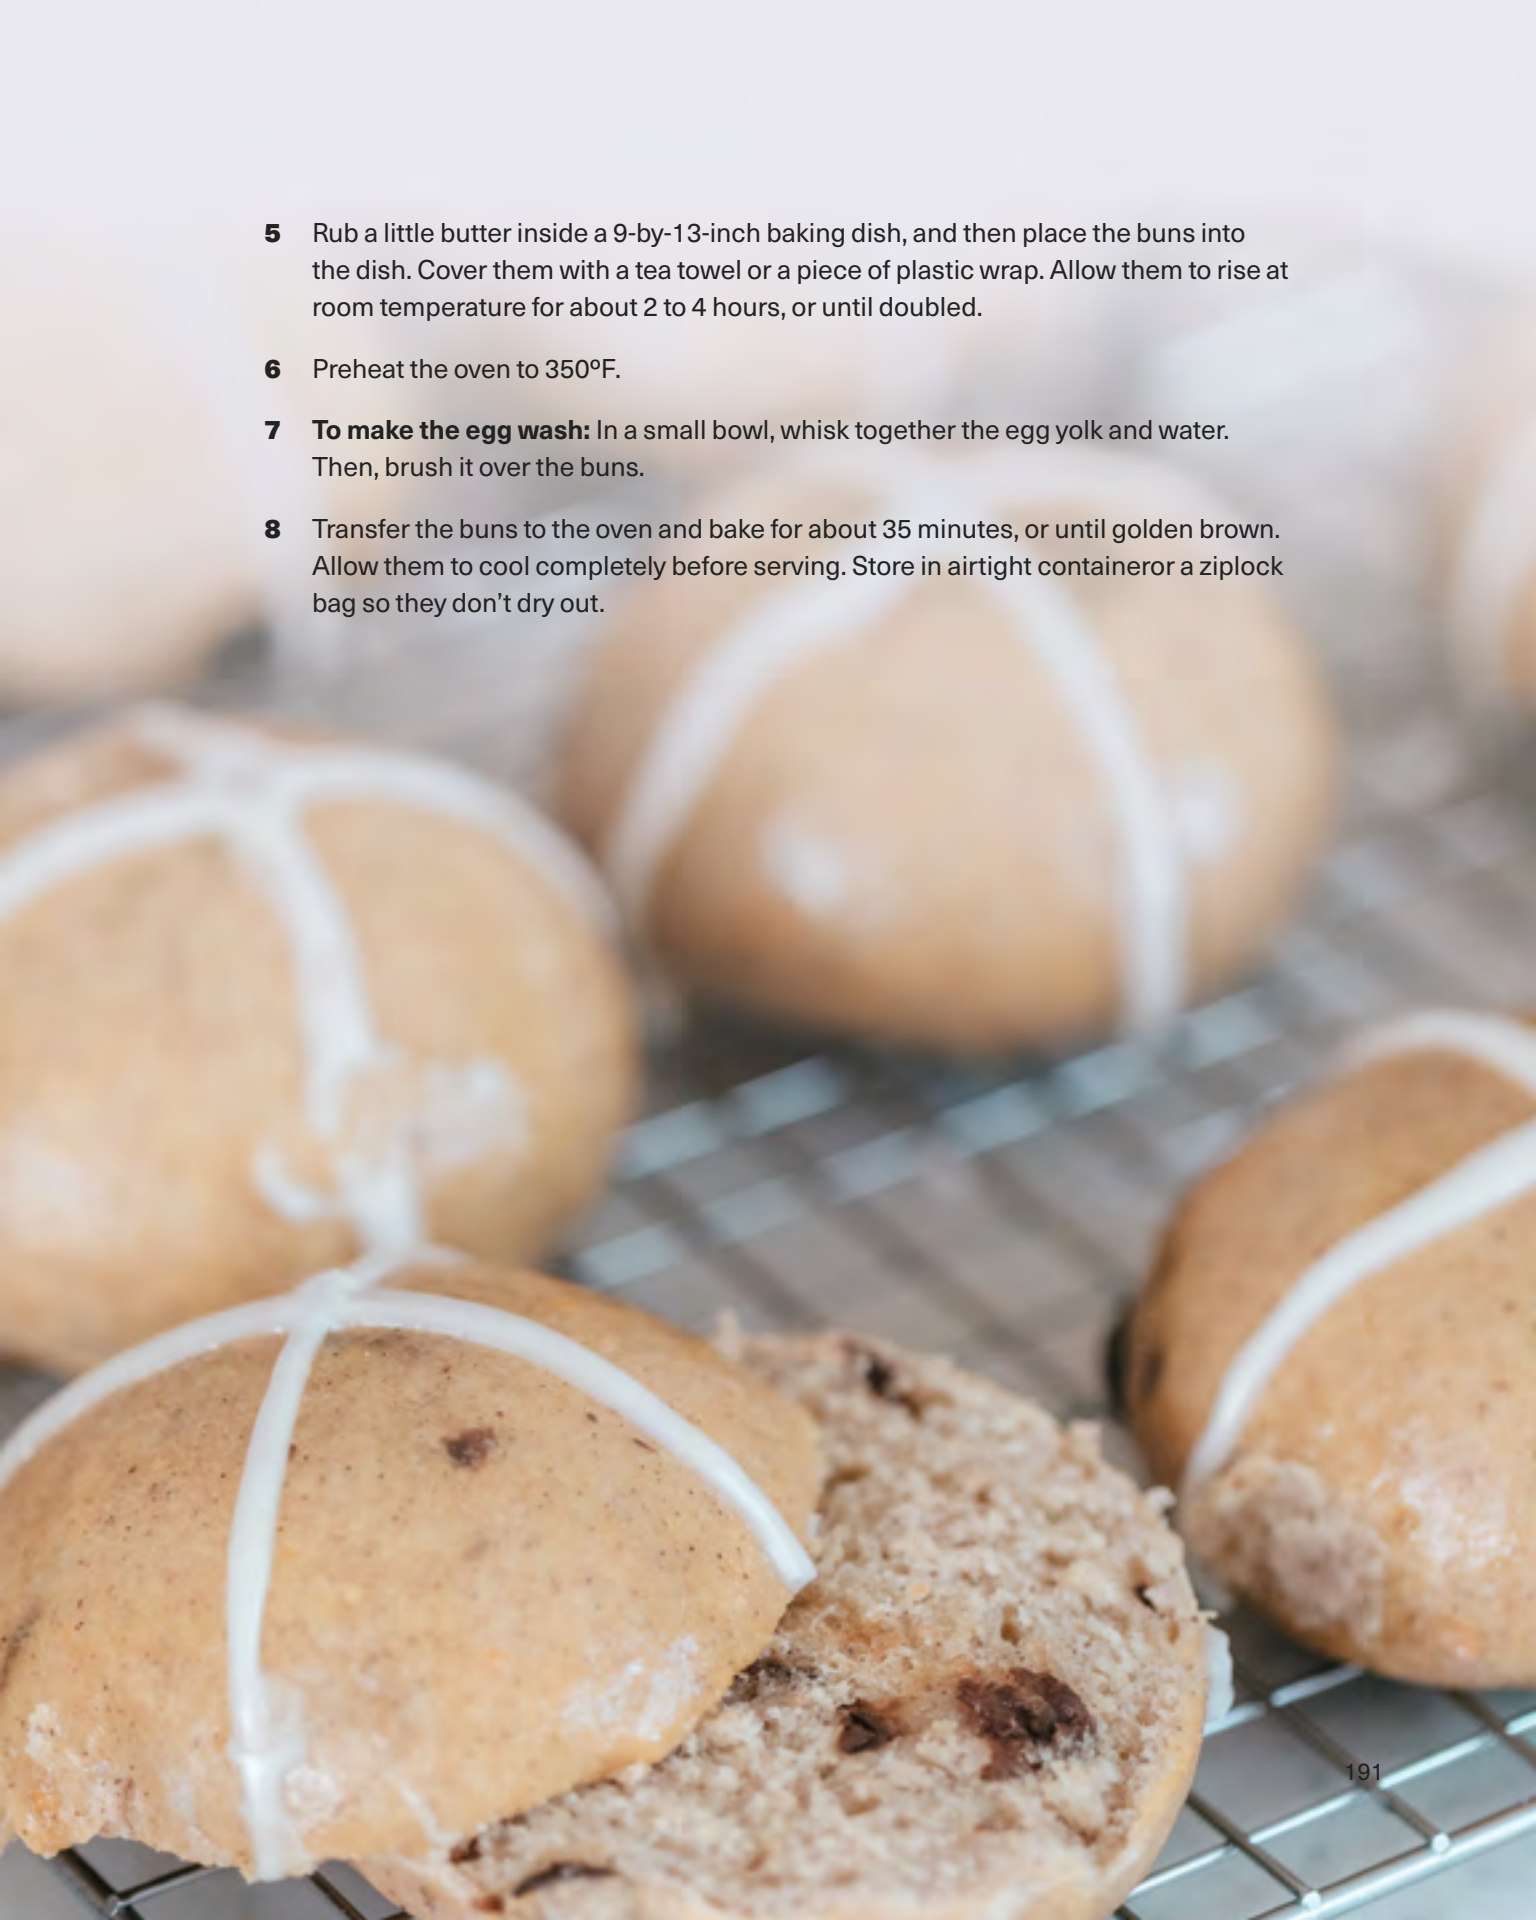 5 Rub a little butter inside a 9-by-13-inch baking dish, and then place the buns into
the dish. Cover them with a tea towel or a piece of plastic wrap. Allow them to rise at
room temperature for about 2 to 4 hours, or until doubled.
6 Preheat the oven to 350ºF.
7 To make the egg wash: In a small bowl, whisk together the egg yolk and water.
Then, brush it over the buns.
8 Transfer the buns to the oven and bake for about 35 minutes, or until golden brown.
Allow them to cool completely before serving. Store in airtight containeror a ziplock
bag so they don’t dry out.
191